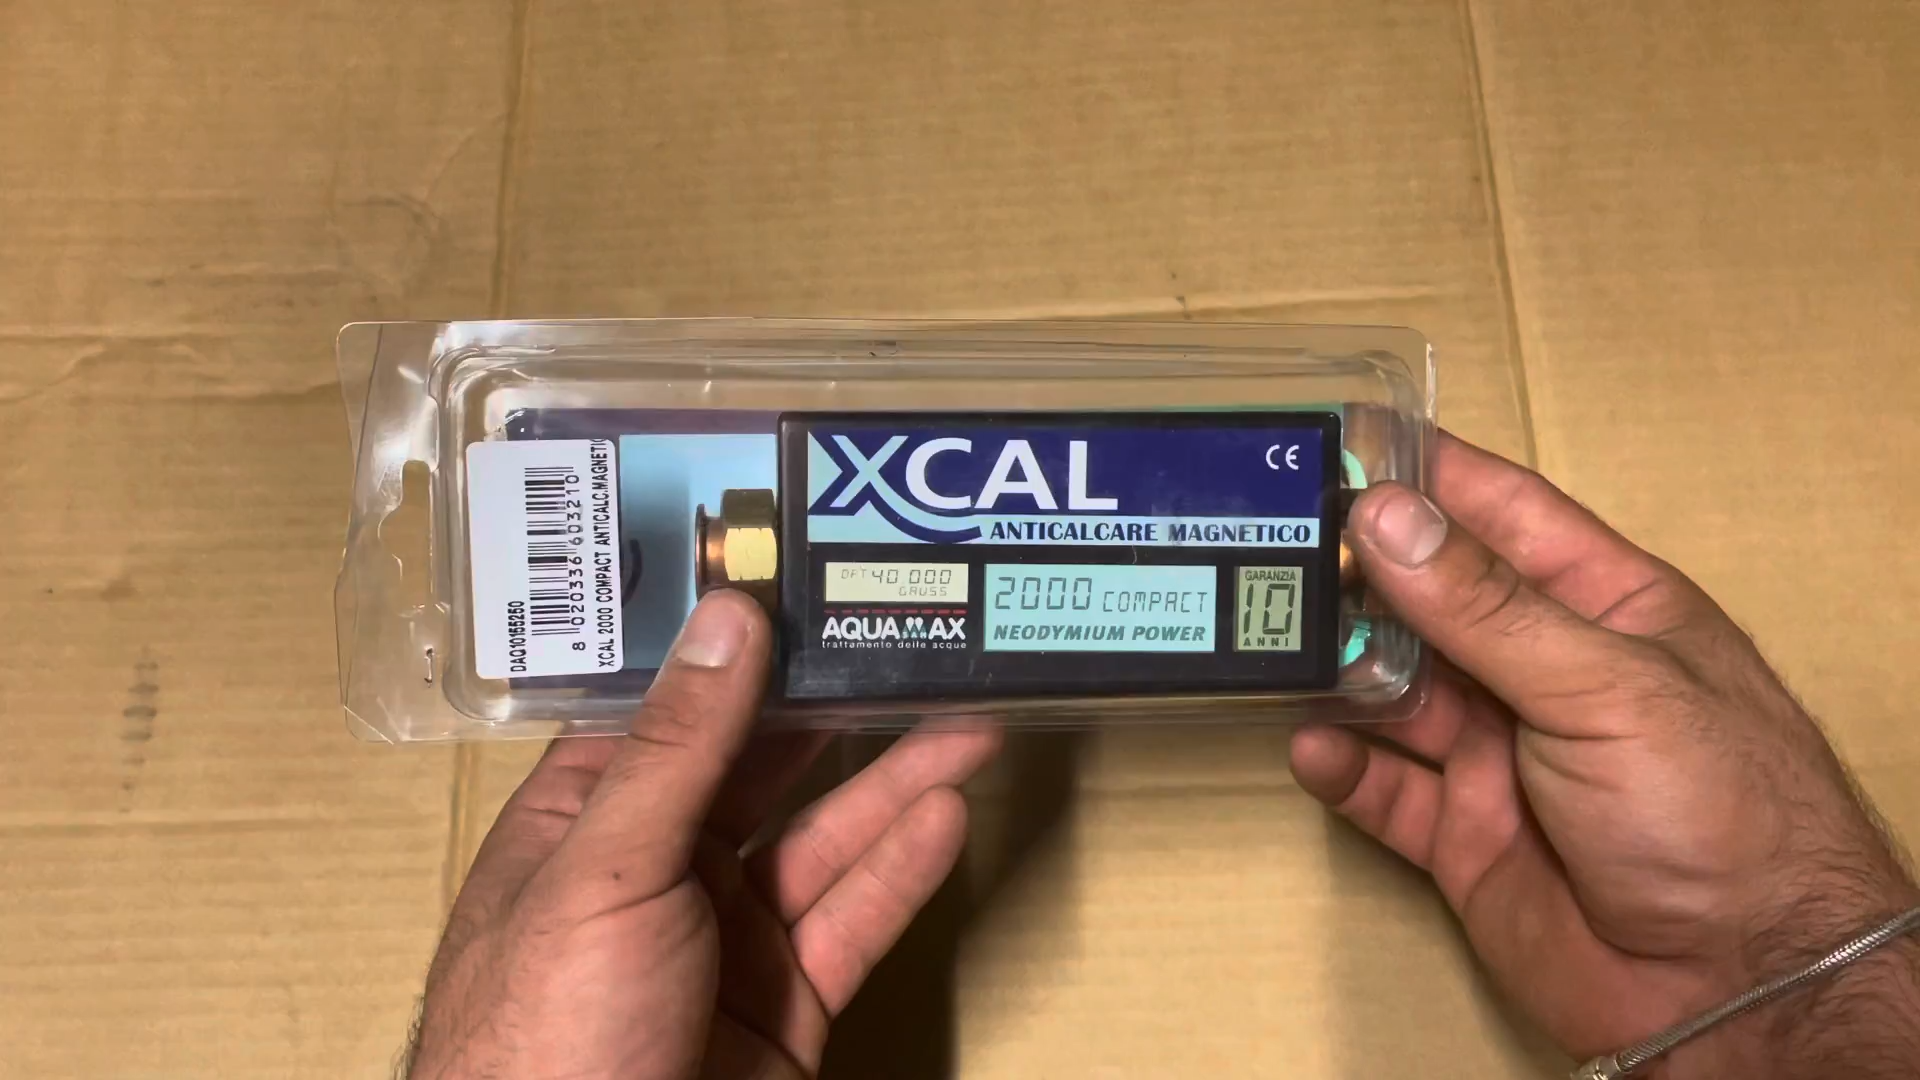 XCAL
CE
ANTICALCARE MAGNETICO
40 000
GAUSS
AQUAMAX
SAN
trattamento delle acque
2000 COMPACT
NEODYMIUM POWER
GARANZIA
10
ANNI
DAQ10155250
8 020336 603210
XCAL 2000 COMPACT ANTICALC.MAGNETIC